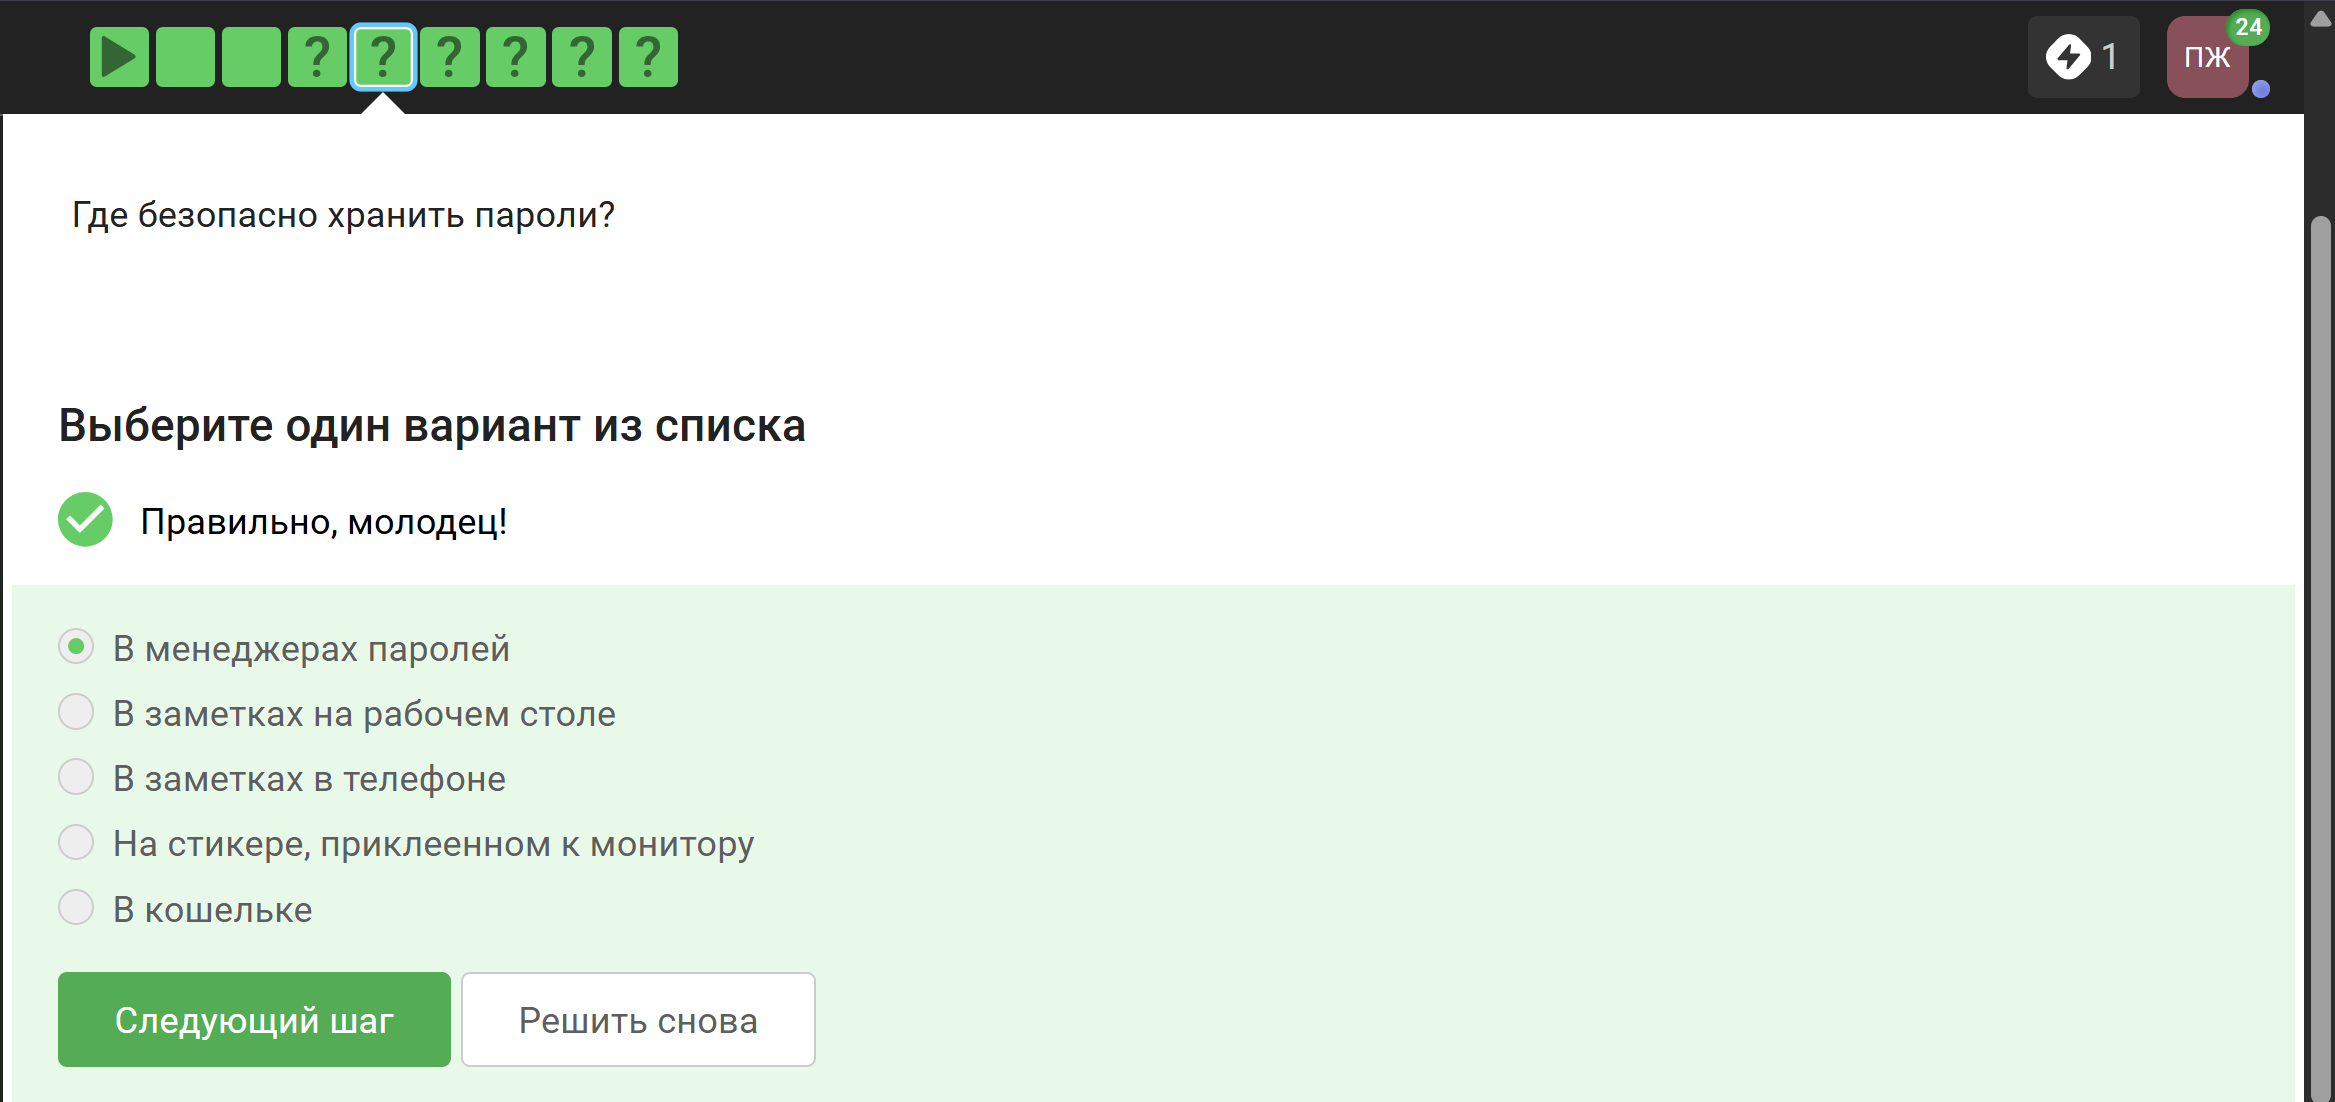 ? ? ? ? ? ?
1
ПЖ
24
Где безопасно хранить пароли?
Выберите один вариант из списка
Правильно, молодец!
В менеджерах паролей
В заметках на рабочем столе
В заметках в телефоне
На стикере, приклеенном к монитору
В кошельке
Следующий шаг
Решить снова